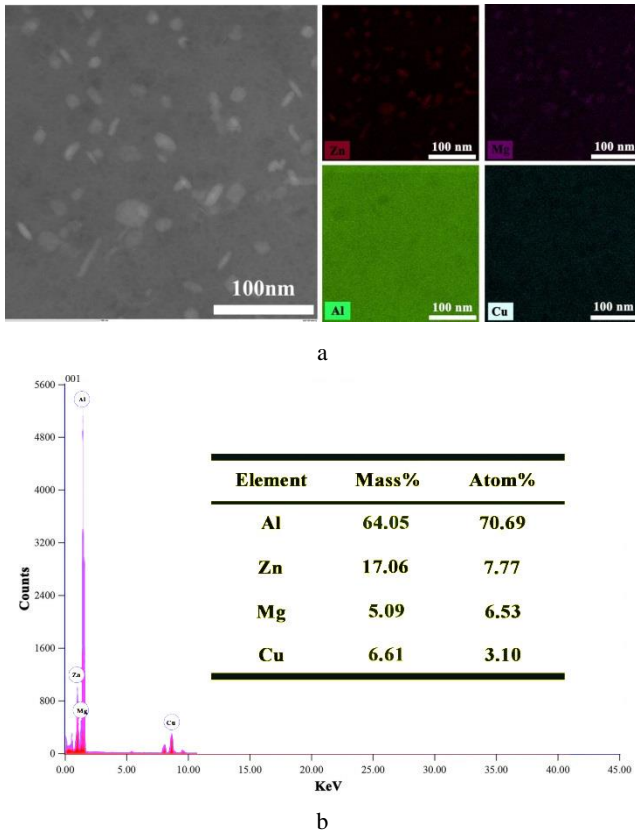 100nm
Zn
100 nm
Mg
100 nm
Al
100 nm
Cu
100 nm
a
001
5600
4800
4000
3200
2400
1600
800
0
Counts
Al
Zn
Mg
Cu
Element Mass% Atom%
Al 64.05 70.69
Zn 17.06 7.77
Mg 5.09 6.53
Cu 6.61 3.10
0.00 5.00 10.00 15.00 20.00 25.00 30.00 35.00 40.00 45.00
KeV
b